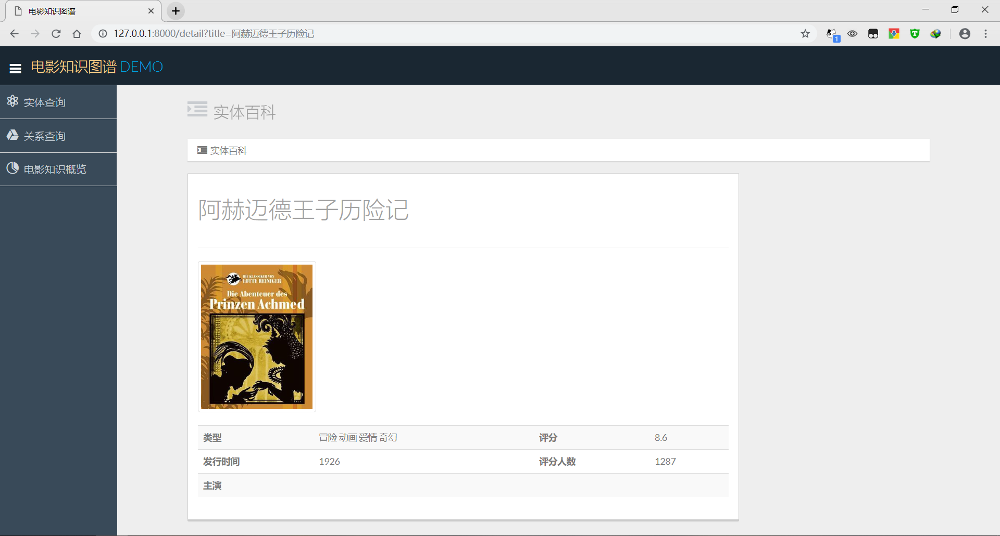 电影知识图谱
127.0.0.1:8000/detail?title=阿赫迈德王子历险记
1
电影知识图谱 DEMO
实体查询
关系查询
电影知识概览
实体百科
实体百科
阿赫迈德王子历险记
DIE KLASSIKER VON
LOTTE REINIGER
Die Abenteuer des
Prinzen Achmed
类型 冒险 动画 爱情 奇幻 评分 8.6
发行时间 1926 评分人数 1287
主演